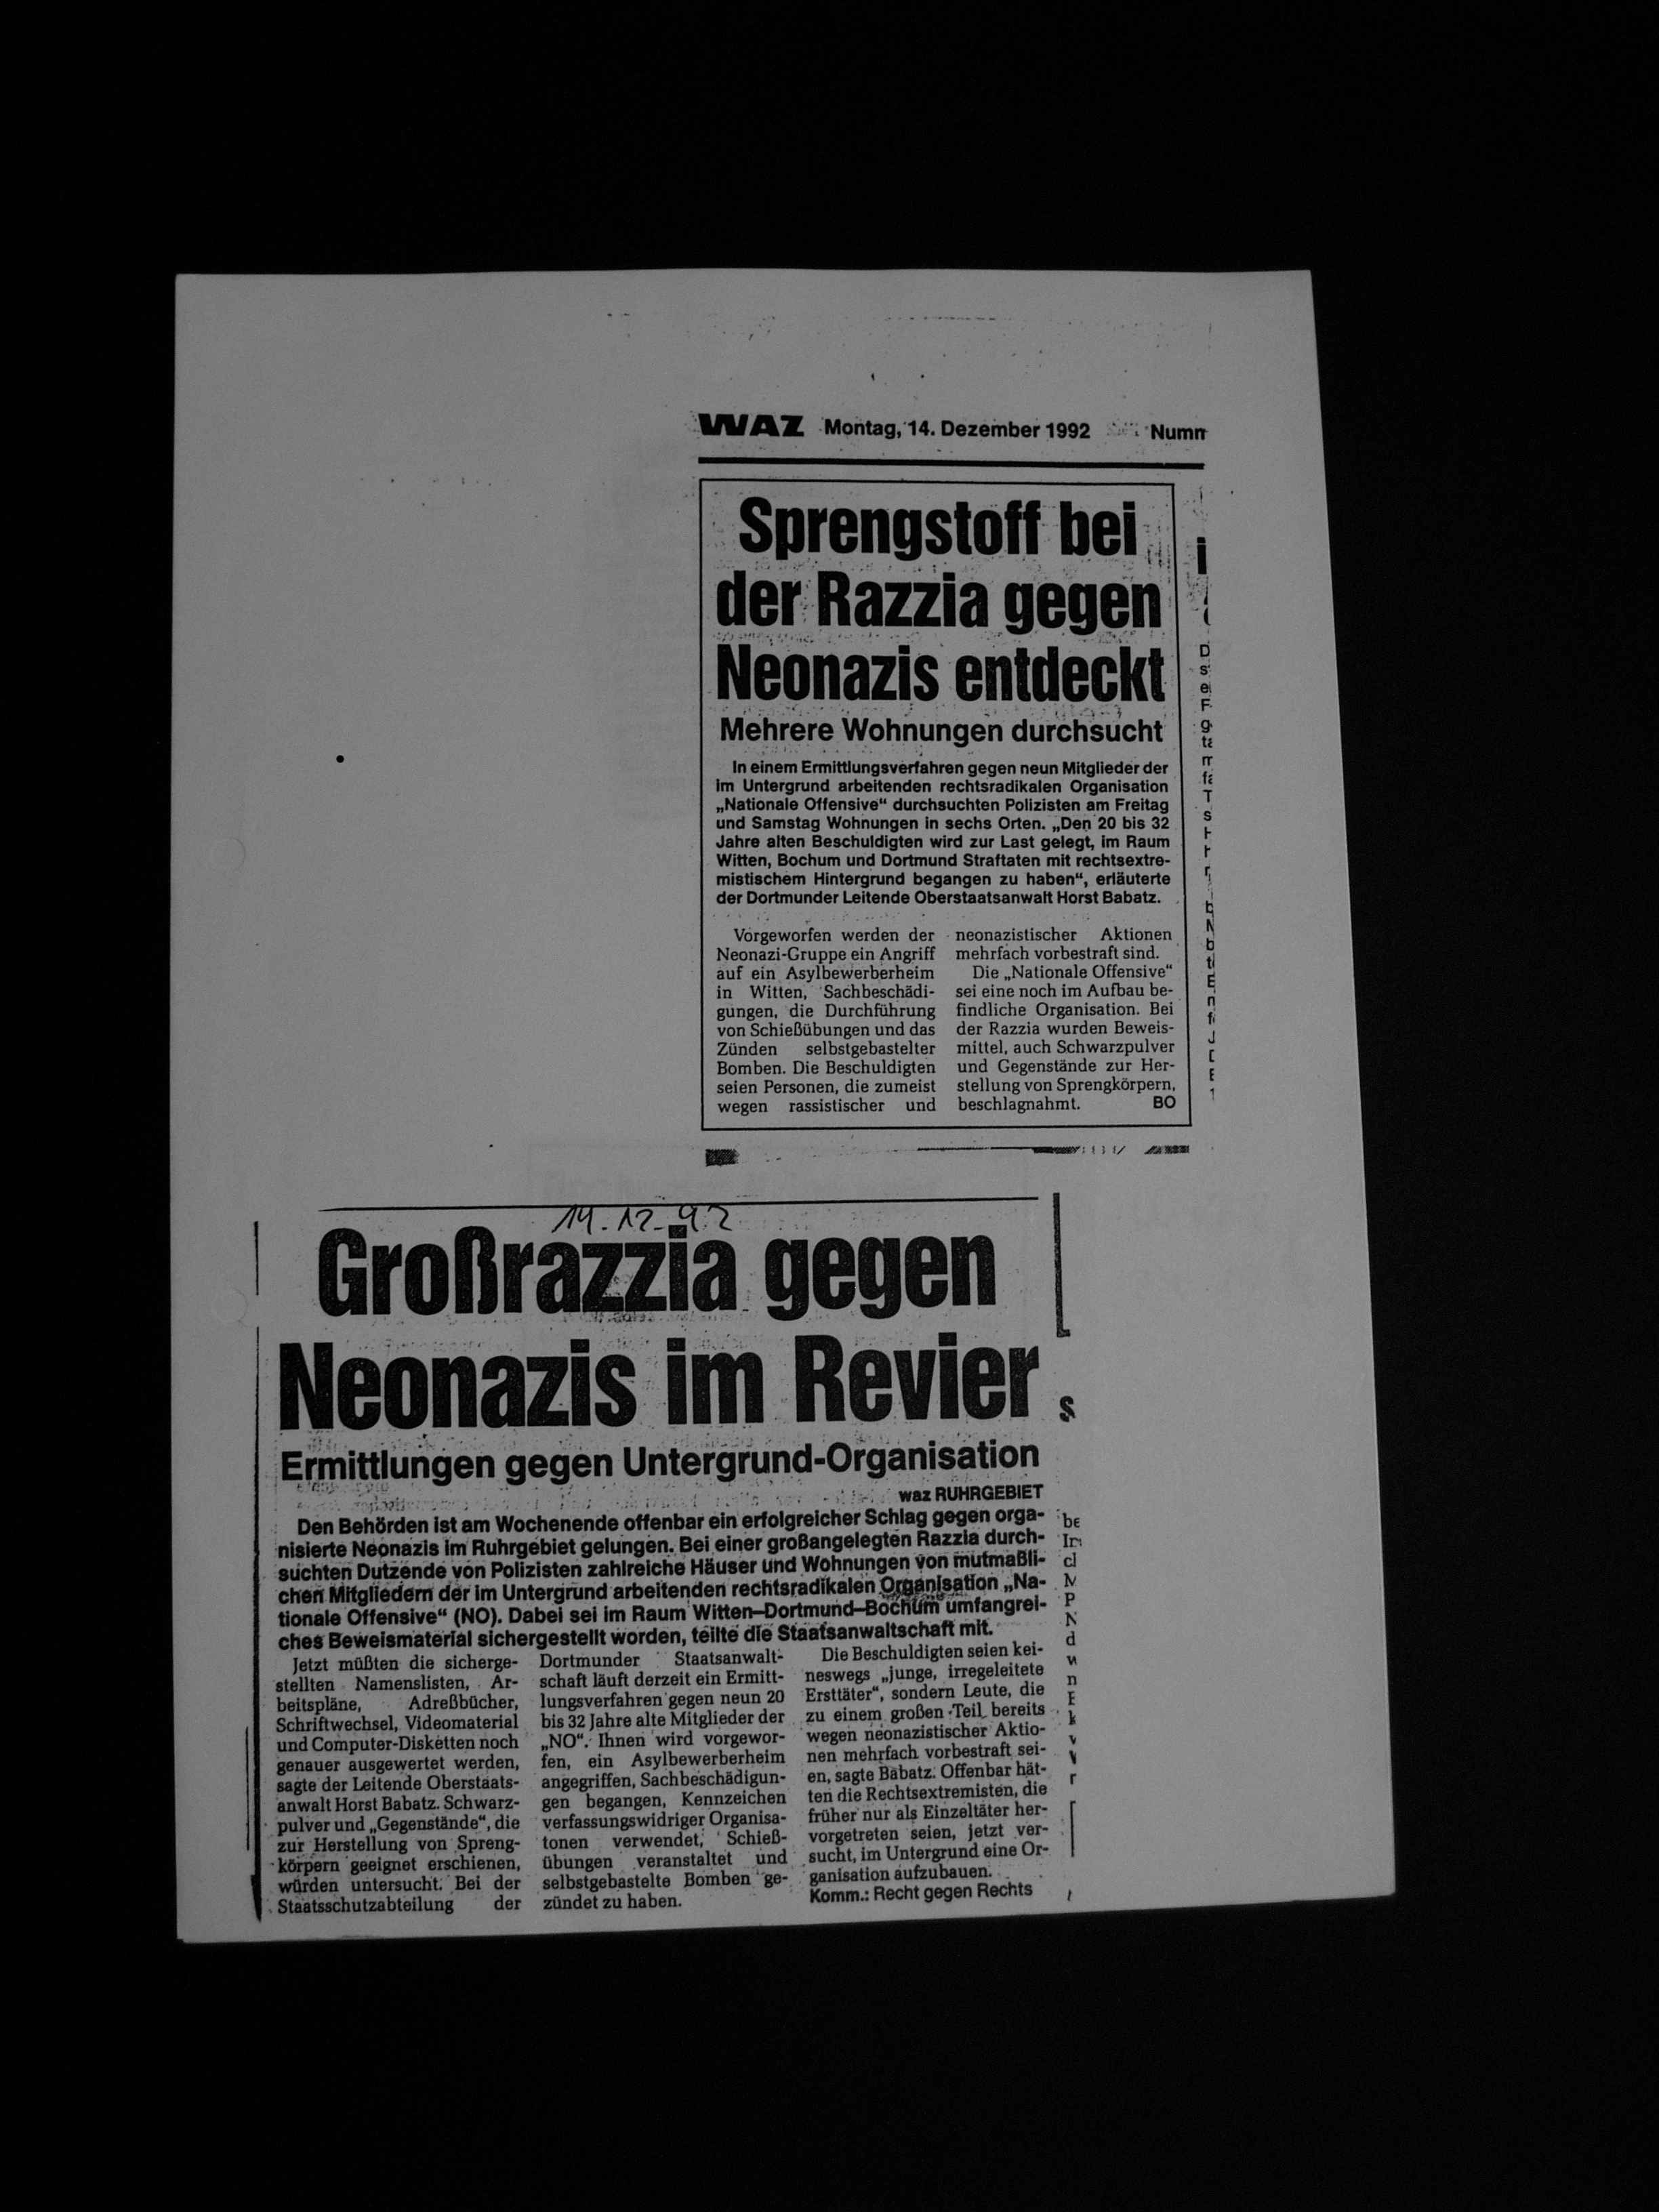 WAZ Montag, 14. Dezember 1992
Sprengstoff bei
der Razzia gegen
Neonazis entdeckt
Mehrere Wohnungen durchsucht
In einem Ermittlungsverfahren gegen neun Mitglieder der
im Untergrund arbeitenden rechtsradikalen Organisation
„Nationale Offensive“ durchsuchten Polizisten am Freitag
und Samstag Wohnungen in sechs Orten. „Den 20 bis 32
Jahre alten Beschuldigten wird zur Last gelegt, im Raum
Witten, Bochum und Dortmund Straftaten mit rechtsextre-
mistischem Hintergrund begangen zu haben“, erläuterte
der Dortmunder Leitende Oberstaatsanwalt Horst Babatz.
Vorgeworfen werden der
Neonazi-Gruppe ein Angriff
auf ein Asylbewerberheim
in Witten, Sachbeschädi-
gungen, die Durchführung
von Schießübungen und das
Zünden selbstgebastelter
Bomben. Die Beschuldigten
seien Personen, die zumeist
wegen rassistischer und
neonazistischer Aktionen
mehrfach vorbestraft sind.
Die „Nationale Offensive“
sei eine noch im Aufbau be-
findliche Organisation. Bei
der Razzia wurden Beweis-
mittel, auch Schwarzpulver
und Gegenstände zur Her-
stellung von Sprengkörpern,
beschlagnahmt. BO
14.12.92
Großrazzia gegen
Neonazis im Revier
Ermittlungen gegen Untergrund-Organisation
waz RUHRGEBIET
Den Behörden ist am Wochenende offenbar ein erfolgreicher Schlag gegen orga-
nisierte Neonazis im Ruhrgebiet gelungen. Bei einer großangelegten Razzia durch-
suchten Dutzende von Polizisten zahlreiche Häuser und Wohnungen von mutmaßli-
chen Mitgliedern der im Untergrund arbeitenden rechtsradikalen Organisation „Na-
tionale Offensive“ (NO). Dabei sei im Raum Witten–Dortmund–Bochum umfangrei-
ches Beweismaterial sichergestellt worden, teilte die Staatsanwaltschaft mit.
Jetzt müßten die sicherge-
stellten Namenslisten, Ar-
beitspläne, Adreßbücher,
Schriftwechsel, Videomaterial
und Computer-Disketten noch
genauer ausgewertet werden,
sagte der Leitende Oberstaats-
anwalt Horst Babatz. Schwarz-
pulver und „Gegenstände“, die
zur Herstellung von Spreng-
körpern geeignet erschienen,
würden untersucht. Bei der
Staatsschutzabteilung der
Dortmunder Staatsanwalt-
schaft läuft derzeit ein Ermitt-
lungsverfahren gegen neun 20
bis 32 Jahre alte Mitglieder der
„NO“. Ihnen wird vorgewor-
fen, ein Asylbewerberheim
angegriffen, Sachbeschädigun-
gen begangen, Kennzeichen
verfassungswidriger Organisa-
tonen verwendet, Schieß-
übungen veranstaltet und
selbstgebastelte Bomben ge-
zündet zu haben.
Die Beschuldigten seien kei-
neswegs „junge, irregeleitete
Ersttäter“, sondern Leute, die
zu einem großen Teil bereits
wegen neonazistischer Aktio-
nen mehrfach vorbestraft sei-
en, sagte Babatz. Offenbar hät-
ten die Rechtsextremisten, die
früher nur als Einzeltäter her-
vorgetreten seien, jetzt ver-
sucht, im Untergrund eine Or-
ganisation aufzubauen.
Komm.: Recht gegen Rechts